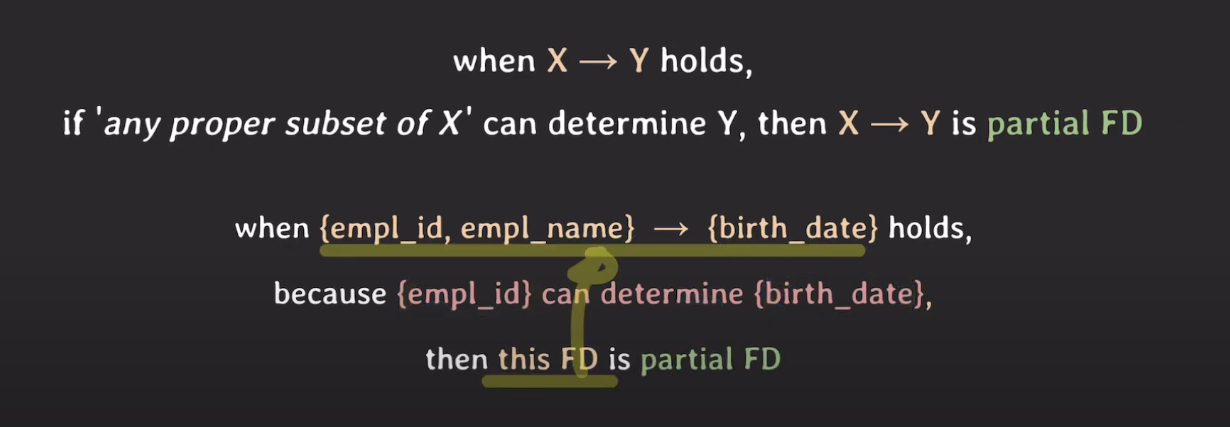 when X → Y holds,
if 'any proper subset of X' can determine Y, then X → Y is partial FD
when {empl_id, empl_name} → {birth_date} holds,
because {empl_id} can determine {birth_date},
then this FD is partial FD